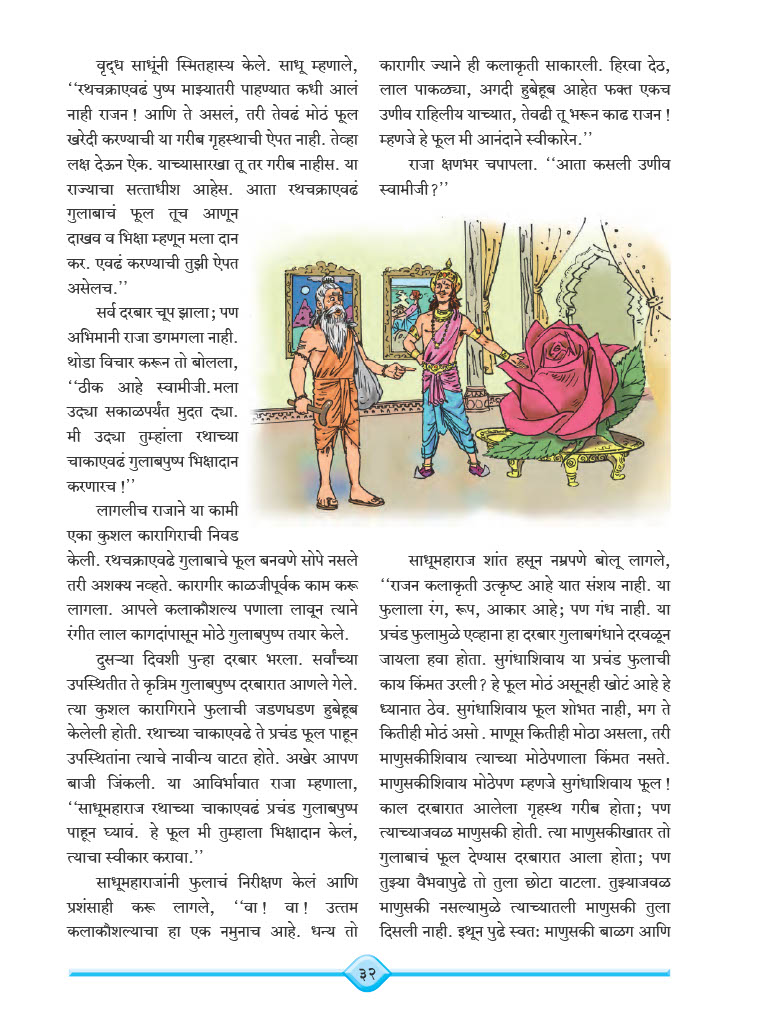 वृद्ध साधूंनी स्मितहास्य केले. साधू म्हणाले,
‘‘रथचक्राएवढं पुष्प माझ्यातरी पाहण्यात कधी आलं
नाही राजन! आणि ते असलं, तरी तेवढं मोठं फूल
खरेदी करण्याची या गरीब गृहस्थाची ऐपत नाही. तेव्हा
लक्ष देऊन ऐक. याच्यासारखा तू तर गरीब नाहीस. या
राज्याचा सत्ताधीश आहेस. आता रथचक्राएवढं
गुलाबाचं फूल तूच आणून
दाखव व भिक्षा म्हणून मला दान
कर. एवढं करण्याची तुझी ऐपत
असेलच.’’
सर्व दरबार चूप झाला; पण
अभिमानी राजा डगमगला नाही.
थोडा विचार करून तो बोलला,
‘‘ठीक आहे स्वामीजी. मला
उद्या सकाळपर्यंत मुदत द्या.
मी उद्या तुम्हांला रथाच्या
चाकाएवढं गुलाबपुष्प भिक्षादान
करणारच!’’
लागलीच राजाने या कामी
एका कुशल कारागिराची निवड
केली. रथचक्राएवढे गुलाबाचे फूल बनवणे सोपे नसले
तरी अशक्य नव्हते. कारागीर काळजीपूर्वक काम करू
लागला. आपले कलाकौशल्य पणाला लावून त्याने
रंगीत लाल कागदांपासून मोठे गुलाबपुष्प तयार केले.
दुसऱ्या दिवशी पुन्हा दरबार भरला. सर्वांच्या
उपस्थितीत ते कृत्रिम गुलाबपुष्प दरबारात आणले गेले.
त्या कुशल कारागिराने फुलाची जडणघडण हुबेहूब
केलेली होती. रथाच्या चाकाएवढे ते प्रचंड फूल पाहून
उपस्थितांना त्याचे नावीन्य वाटत होते. अखेर आपण
बाजी जिंकली. या आविर्भावात राजा म्हणाला,
‘‘साधूमहाराज रथाच्या चाकाएवढं प्रचंड गुलाबपुष्प
पाहून घ्यावं. हे फूल मी तुम्हाला भिक्षादान केलं,
त्याचा स्वीकार करावा.’’
साधूमहाराजांनी फुलाचं निरीक्षण केलं आणि
प्रशंसाही करू लागले, ‘‘वा! वा! उत्तम
कलाकौशल्याचा हा एक नमुनाच आहे. धन्य तो
कारागीर ज्याने ही कलाकृती साकारली. हिरवा देठ,
लाल पाकळ्या, अगदी हुबेहूब आहेत फक्त एकच
उणीव राहिलीय याच्यात, तेवढी तू भरून काढ राजन!
म्हणजे हे फूल मी आनंदाने स्वीकारेन.’’
राजा क्षणभर चपापला. ‘‘आता कसली उणीव
स्वामीजी?’’
साधूमहाराज शांत हसून नम्रपणे बोलू लागले,
‘‘राजन कलाकृती उत्कृष्ट आहे यात संशय नाही. या
फुलाला रंग, रूप, आकार आहे; पण गंध नाही. या
प्रचंड फुलामुळे एव्हाना हा दरबार गुलाबगंधाने दरवळून
जायला हवा होता. सुगंधाशिवाय या प्रचंड फुलाची
काय किंमत उरली? हे फूल मोठं असूनही खोटं आहे हे
ध्यानात ठेव. सुगंधाशिवाय फूल शोभत नाही, मग ते
कितीही मोठं असो. माणूस कितीही मोठा असला, तरी
माणुसकीशिवाय त्याच्या मोठेपणाला किंमत नसते.
माणुसकीशिवाय मोठेपण म्हणजे सुगंधाशिवाय फूल!
काल दरबारात आलेला गृहस्थ गरीब होता; पण
त्याच्याजवळ माणुसकी होती. त्या माणुसकीखातर तो
गुलाबाचं फूल देण्यास दरबारात आला होता; पण
तुझ्या वैभवापुढे तो तुला छोटा वाटला. तुझ्याजवळ
माणुसकी नसल्यामुळे त्याच्यातली माणुसकी तुला
दिसली नाही. इथून पुढे स्वतः माणुसकी बाळग आणि
३२